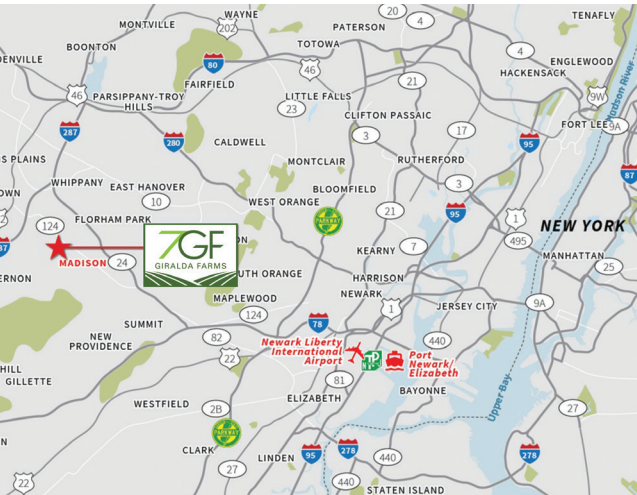 WAYNE
20
TENAFLY
MONTVILLE
202
PATERSON
4
BOONTON
TOTOWA
4
ENGLEWOOD
80
46
HACKENSACK
FAIRFIELD
21
46
PARSIPPANY-TROY
HILLS
LITTLE FALLS
9W
Hudson River
23
CLIFTON
PASSAIC
FORT LEE
9A
287
280
CALDWELL
3
17
95
IS PLAINS
MONTCLAIR
RUTHERFORD
87
WHIPPANY
EAST HANOVER
BLOOMFIELD
3
10
WEST ORANGE
21
95
1
124
FLORHAM PARK
PARKWAY
NEW YORK
7GF
GIRALDA FARMS
ON
KEARNY
7
495
MADISON
24
MANHATTAN
UTH ORANGE
HARRISON
25
MAPLEWOOD
NEWARK
1
JERSEY CITY
9A
124
78
SUMMIT
82
440
NEW
PROVIDENCE
22
Newark Liberty
International
Airport
Port
Newark/
Elizabeth
HILL
GILLETTE
81
BAYONNE
Upper Bay
WESTFIELD
2B
ELIZABETH
27
PARKWAY
CLARK
LINDEN
95
278
278
27
440
22
440
STATEN ISLAND